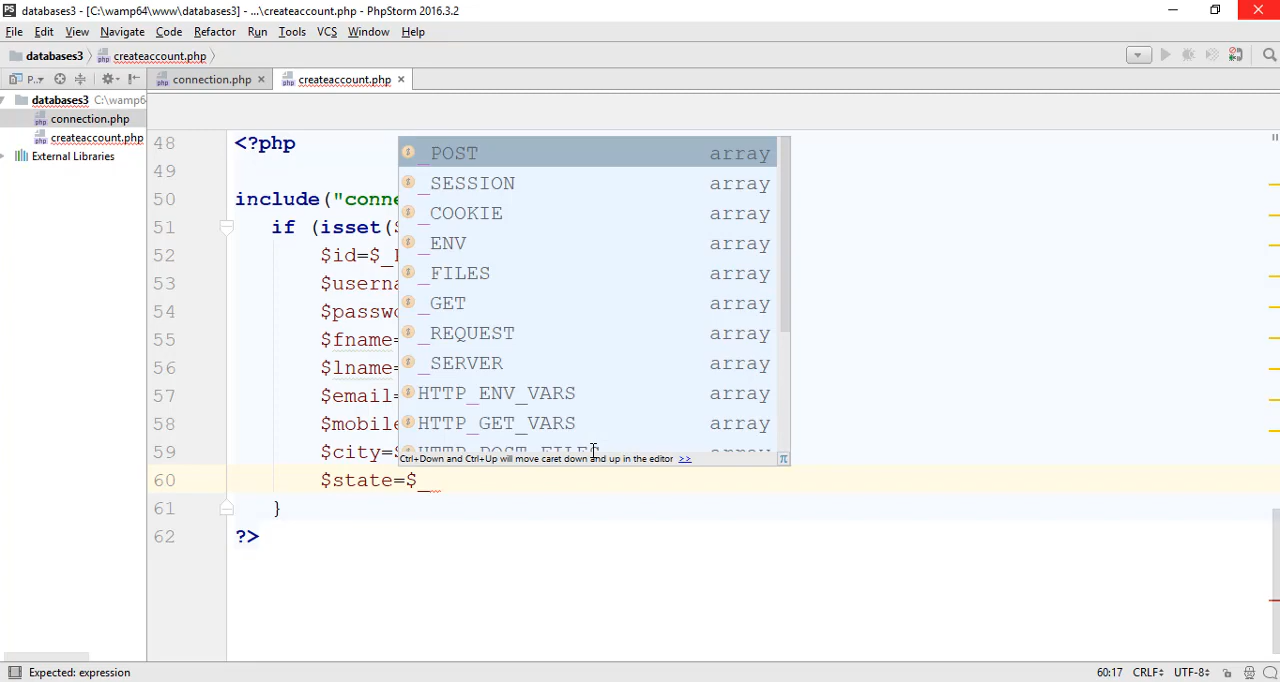 databases3 - [C:\wamp64\www\databases3] - ...\createaccount.php - PhpStorm 2016.3.2
File Edit View Navigate Code Refactor Run Tools VCS Window Help
databases3 createaccount.php
P.. connection.php createaccount.php
databases3 C:\wamp6
connection.php
createaccount.php
External Libraries
48 <?php
49
50 include("conne
51 if (isset($
52 $id=$_
53 $userna
54 $passwo
55 $fname=
56 $lname=
57 $email=
58 $mobile
59 $city=
60 $state=$_
61 }
62 ?>
_POST array
_SESSION array
_COOKIE array
_ENV array
_FILES array
_GET array
_REQUEST array
_SERVER array
HTTP_ENV_VARS array
HTTP_GET_VARS array
Ctrl+Down and Ctrl+Up will move caret down and up in the editor >> π
Expected: expression 60:17 CRLF UTF-8